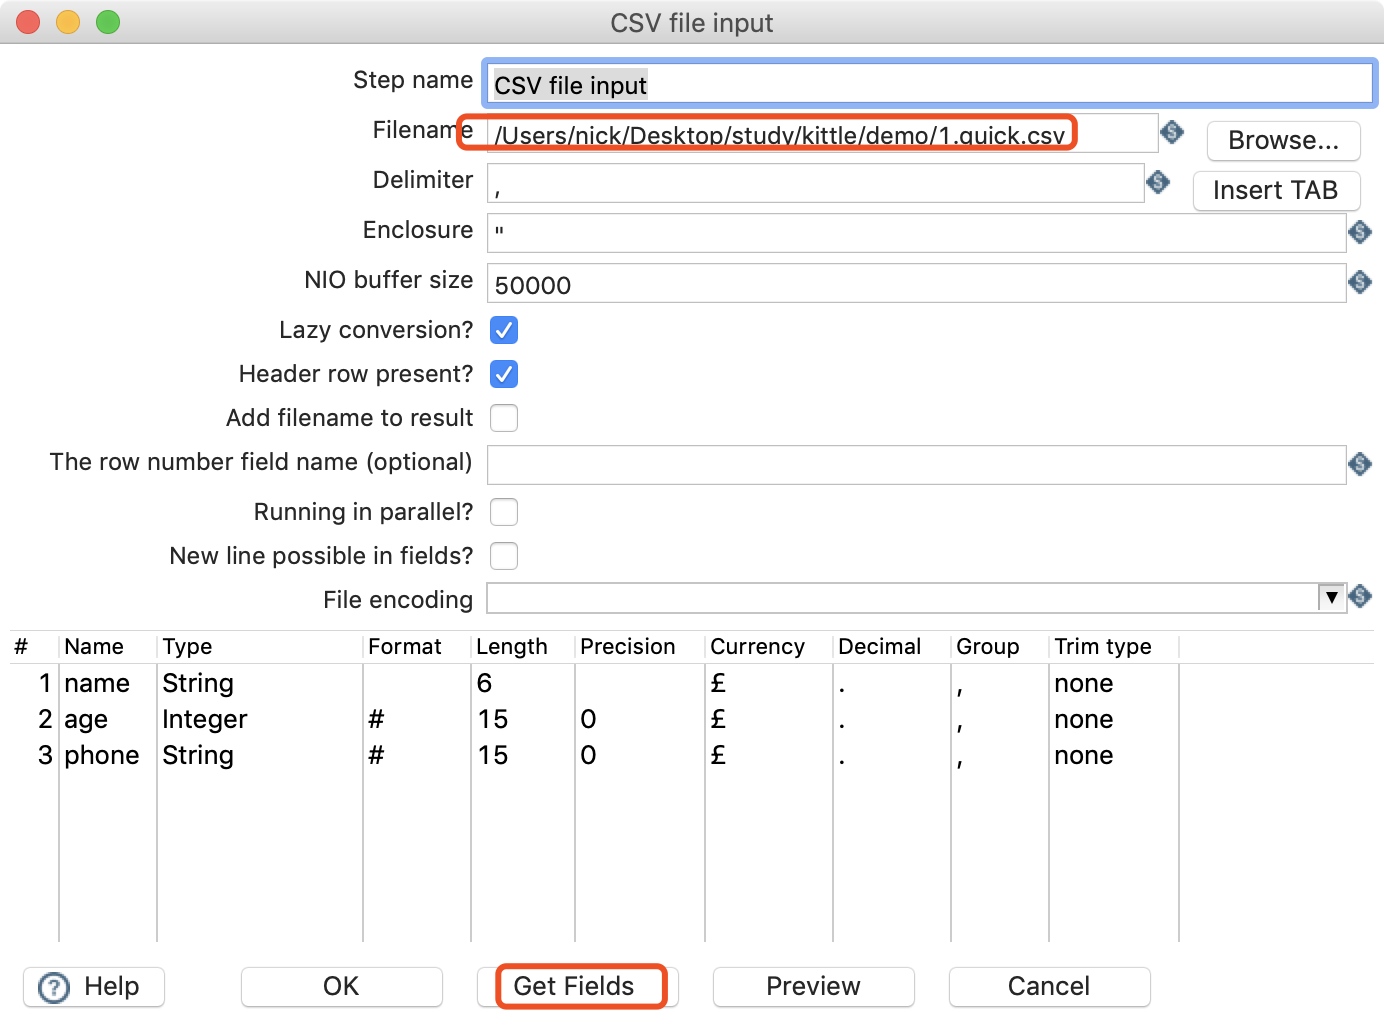 CSV file input
Step name CSV file input
Filename /Users/nick/Desktop/study/kittle/demo/1.quick.csv Browse...
Delimiter , Insert TAB
Enclosure "
NIO buffer size 50000
Lazy conversion?
Header row present?
Add filename to result
The row number field name (optional)
Running in parallel?
New line possible in fields?
File encoding
# Name Type Format Length Precision Currency Decimal Group Trim type
1 name String 6 £ . , none
2 age Integer # 15 0 £ . , none
3 phone String # 15 0 £ . , none
Help OK Get Fields Preview Cancel